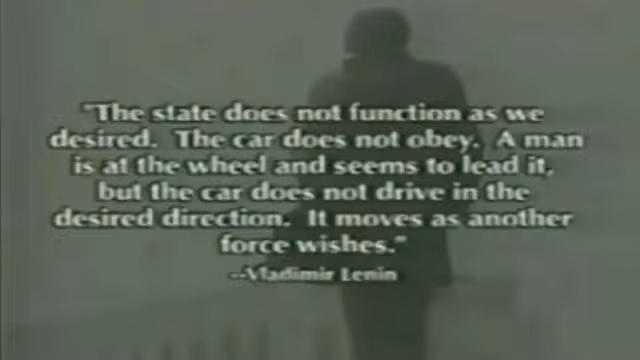 "The state does not function as we
desired.  The car does not obey.  A man
is at the wheel and seems to lead it,
but the car does not drive in the
desired direction.  It moves as another
force wishes."
--Vladimir Lenin